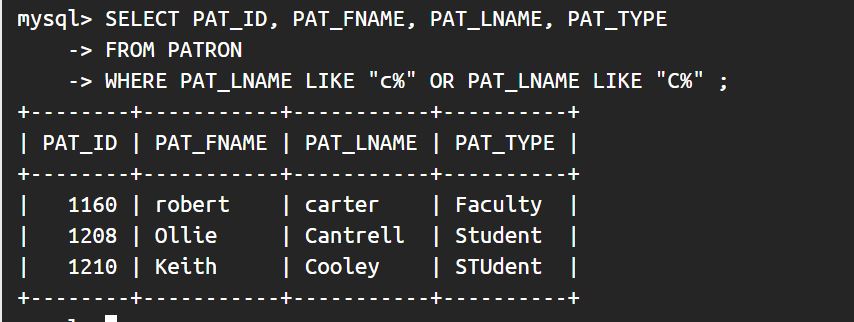 mysql> SELECT PAT_ID, PAT_FNAME, PAT_LNAME, PAT_TYPE
    -> FROM PATRON
    -> WHERE PAT_LNAME LIKE "c%" OR PAT_LNAME LIKE "C%" ;
+--------+-----------+-----------+----------+
| PAT_ID | PAT_FNAME | PAT_LNAME | PAT_TYPE |
+--------+-----------+-----------+----------+
|   1160 | robert    | carter    | Faculty  |
|   1208 | Ollie     | Cantrell  | Student  |
|   1210 | Keith     | Cooley    | STUdent  |
+--------+-----------+-----------+----------+